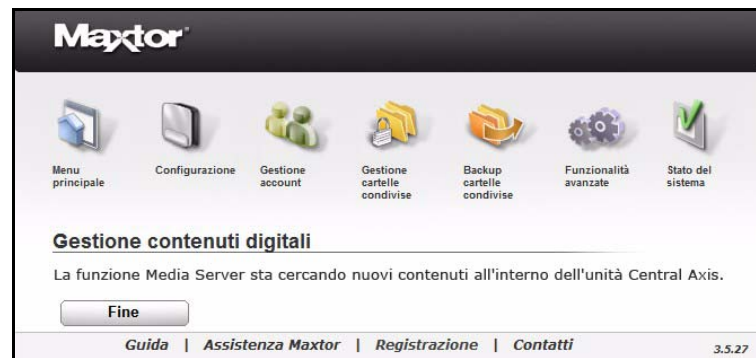 Maxtor
Menu
principale
Configurazione
Gestione
account
Gestione
cartelle
condivise
Backup
cartelle
condivise
Funzionalità
avanzate
Stato del
sistema
Gestione contenuti digitali
La funzione Media Server sta cercando nuovi contenuti all'interno dell'unità Central Axis.
Fine
Guida | Assistenza Maxtor | Registrazione | Contatti
3.5.27